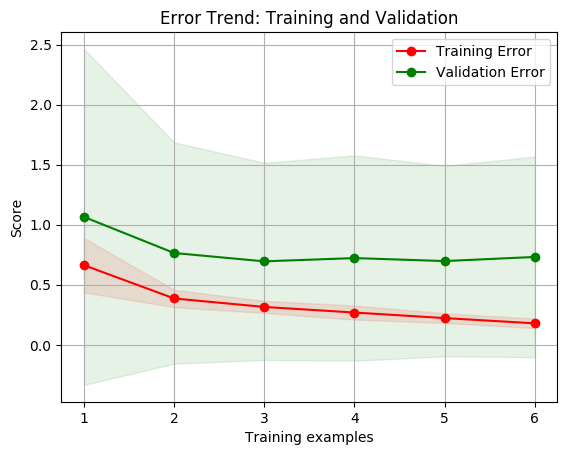 Error Trend: Training and Validation
Training Error
Validation Error
Score
2.5
2.0
1.5
1.0
0.5
0.0
1 2 3 4 5 6
Training examples